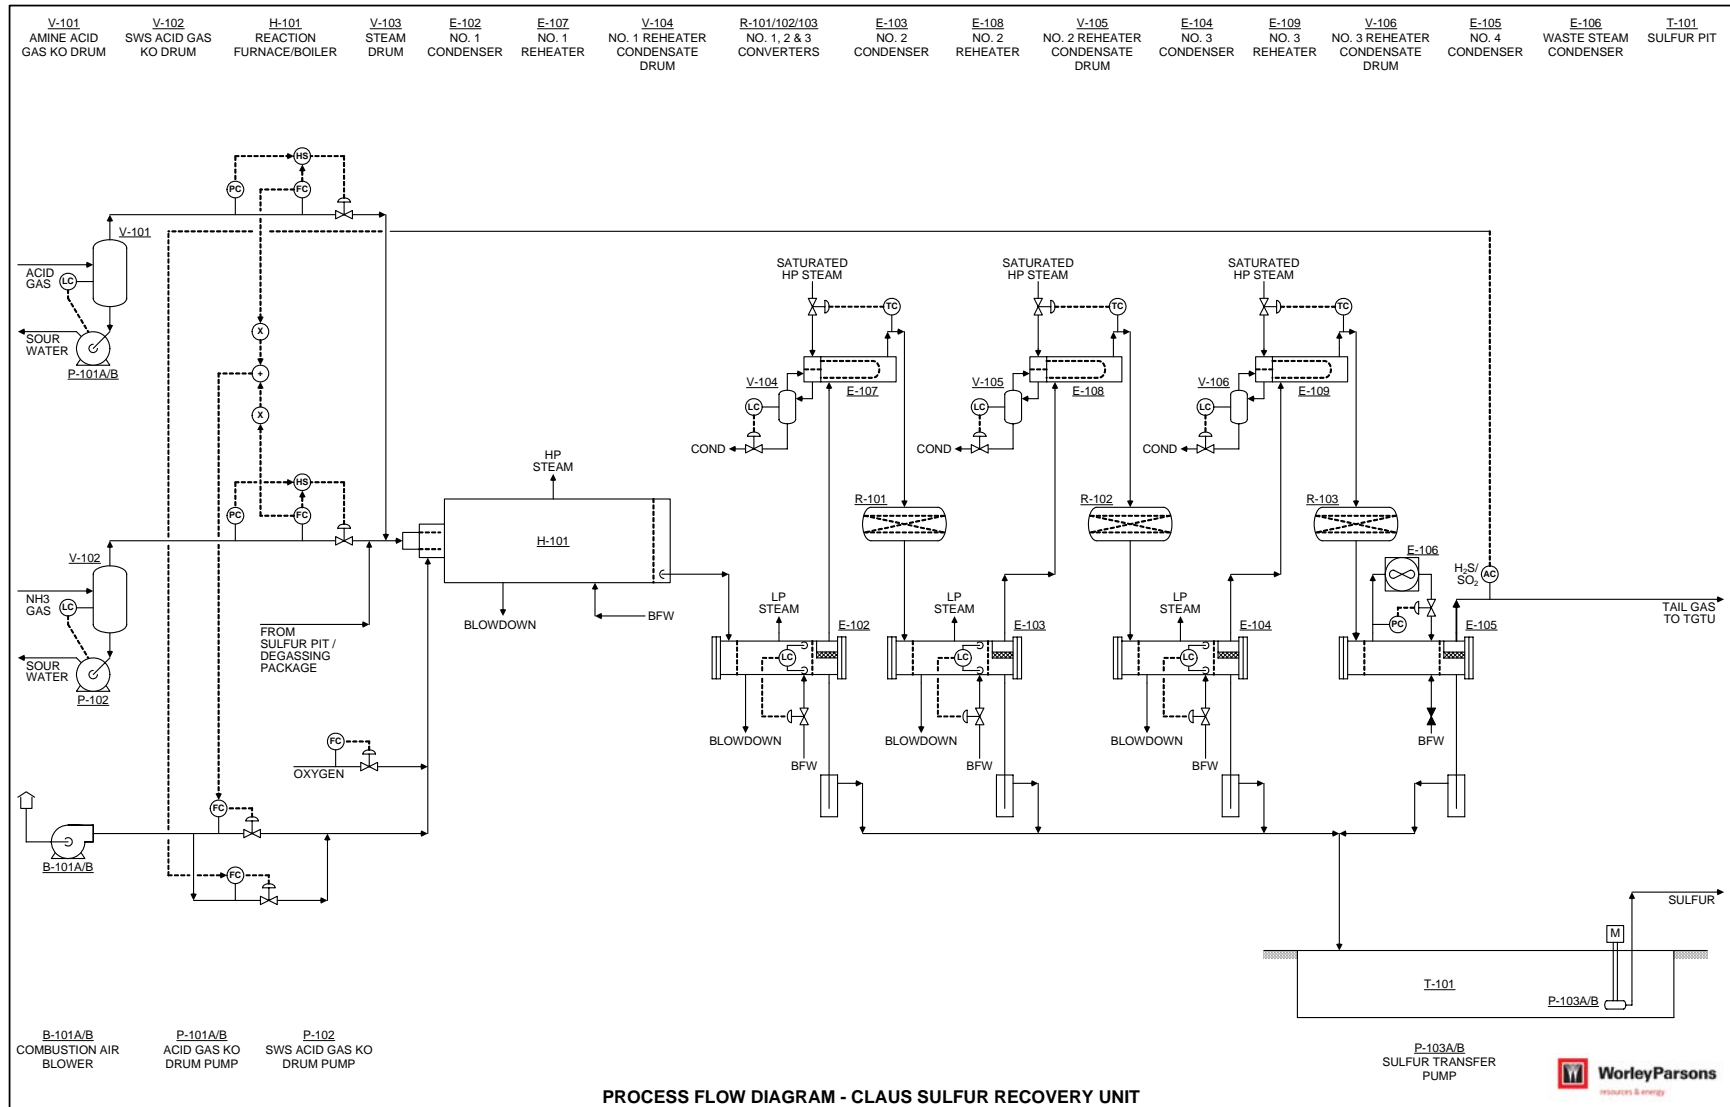 V-101
AMINE ACID
GAS KO DRUM
V-102
SWS ACID GAS
KO DRUM
H-101
REACTION
FURNACE/BOILER
V-103
STEAM
DRUM
E-102
NO. 1
CONDENSER
E-107
NO. 1
REHEATER
V-104
NO. 1 REHEATER
CONDENSATE
DRUM
R-101/102/103
NO. 1, 2 & 3
CONVERTERS
E-103
NO. 2
CONDENSER
E-108
NO. 2
REHEATER
V-105
NO. 2 REHEATER
CONDENSATE
DRUM
E-104
NO. 3
CONDENSER
E-109
NO. 3
REHEATER
V-106
NO. 3 REHEATER
CONDENSATE
DRUM
E-105
NO. 4
CONDENSER
E-106
WASTE STEAM
CONDENSER
T-101
SULFUR PIT
HS
PC
FC
V-101
ACID
GAS
LC
SOUR
WATER
P-101A/B
X
+
X
SATURATED
HP STEAM
TC
V-104
E-107
LC
COND
SATURATED
HP STEAM
TC
V-105
E-108
LC
COND
SATURATED
HP STEAM
TC
V-106
E-109
LC
COND
HS
PC
FC
V-102
NH3
GAS
LC
SOUR
WATER
P-102
HP
STEAM
H-101
BLOWDOWN
BFW
FROM
SULFUR PIT /
DEGASSING
PACKAGE
R-101
R-102
R-103
E-106
H₂S/
SO₂
AC
PC
TAIL GAS
TO TGTU
LP
STEAM
E-102
LC
BLOWDOWN
BFW
LP
STEAM
E-103
LC
BLOWDOWN
BFW
LP
STEAM
E-104
LC
BLOWDOWN
BFW
E-105
BFW
FC
OXYGEN
FC
B-101A/B
FC
SULFUR
M
T-101
P-103A/B
B-101A/B
COMBUSTION AIR
BLOWER
P-101A/B
ACID GAS KO
DRUM PUMP
P-102
SWS ACID GAS KO
DRUM PUMP
P-103A/B
SULFUR TRANSFER
PUMP
WorleyParsons
resources & energy
PROCESS FLOW DIAGRAM - CLAUS SULFUR RECOVERY UNIT